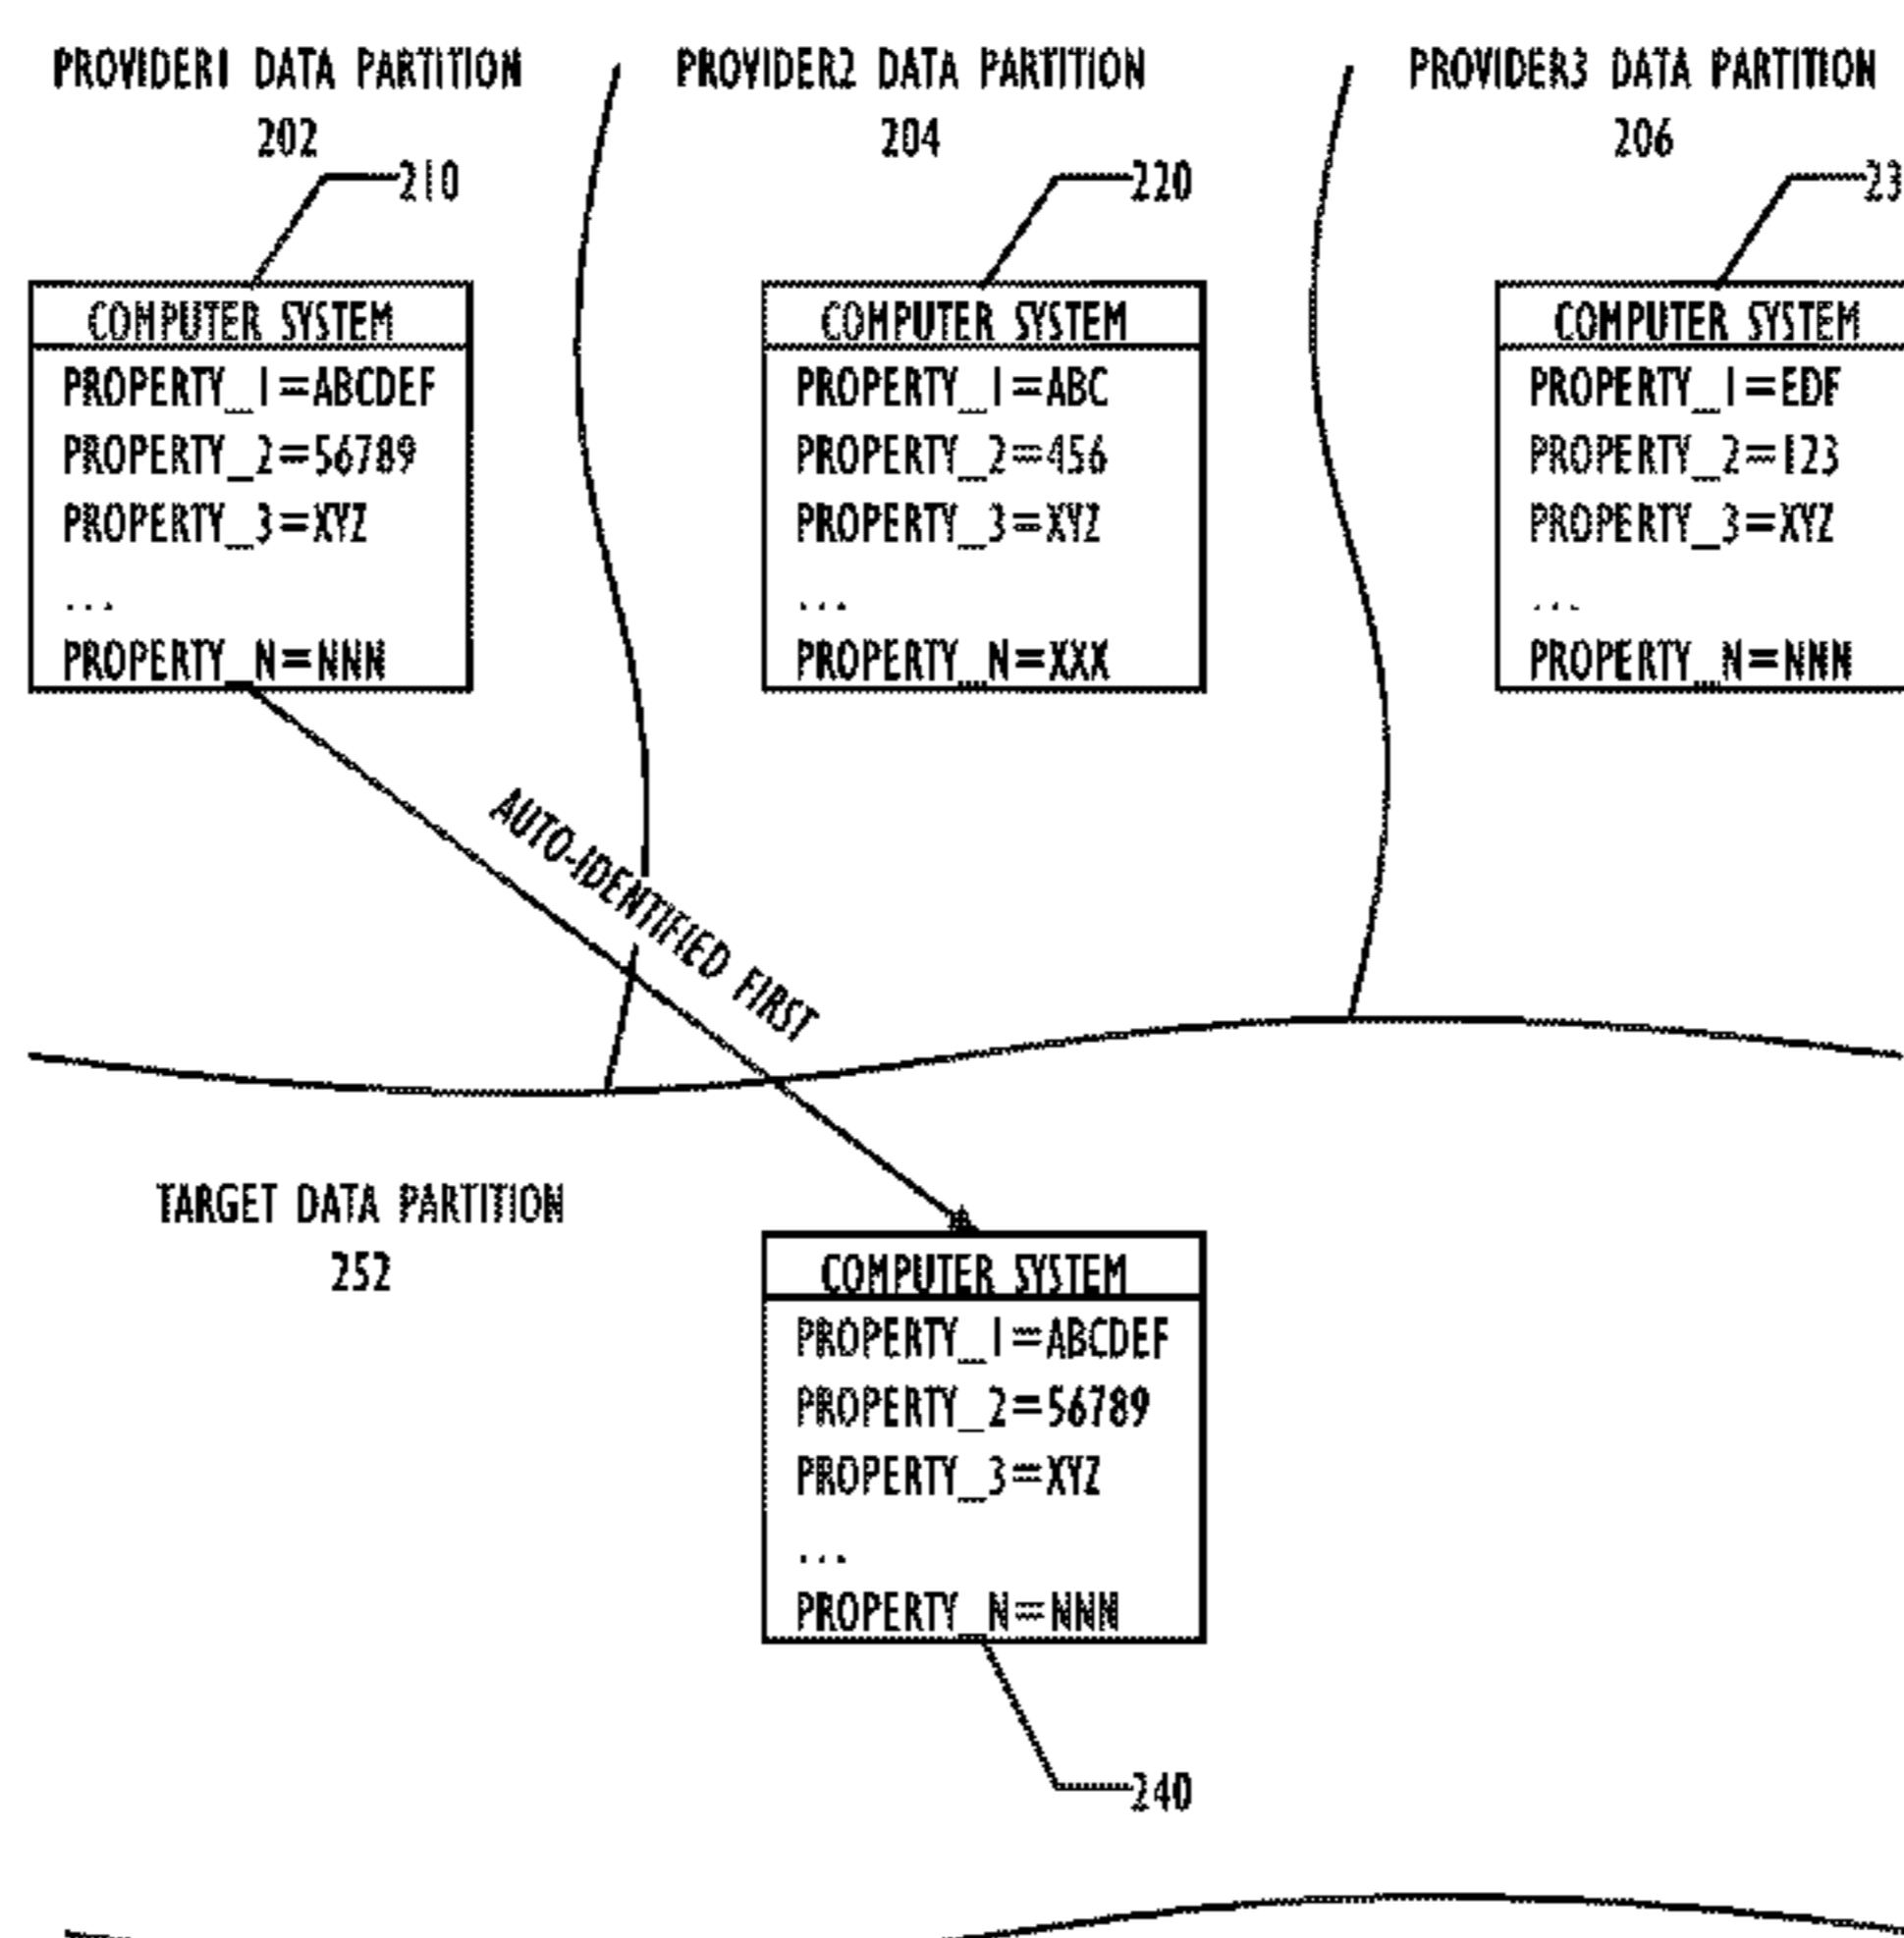 PROVIDER1 DATA PARTITION
202
210
COMPUTER SYSTEM
PROPERTY_1=ABCDEF
PROPERTY_2=56789
PROPERTY_3=XYZ
...
PROPERTY_N=NNN
PROVIDER2 DATA PARTITION
204
220
COMPUTER SYSTEM
PROPERTY_1=ABC
PROPERTY_2=456
PROPERTY_3=XYZ
...
PROPERTY_N=XXX
PROVIDER3 DATA PARTITION
206
23
COMPUTER SYSTEM
PROPERTY_1=EDF
PROPERTY_2=123
PROPERTY_3=XYZ
...
PROPERTY_N=NNN
AUTO-IDENTIFIED FIRST
TARGET DATA PARTITION
252
COMPUTER SYSTEM
PROPERTY_1=ABCDEF
PROPERTY_2=56789
PROPERTY_3=XYZ
...
PROPERTY_N=NNN
240